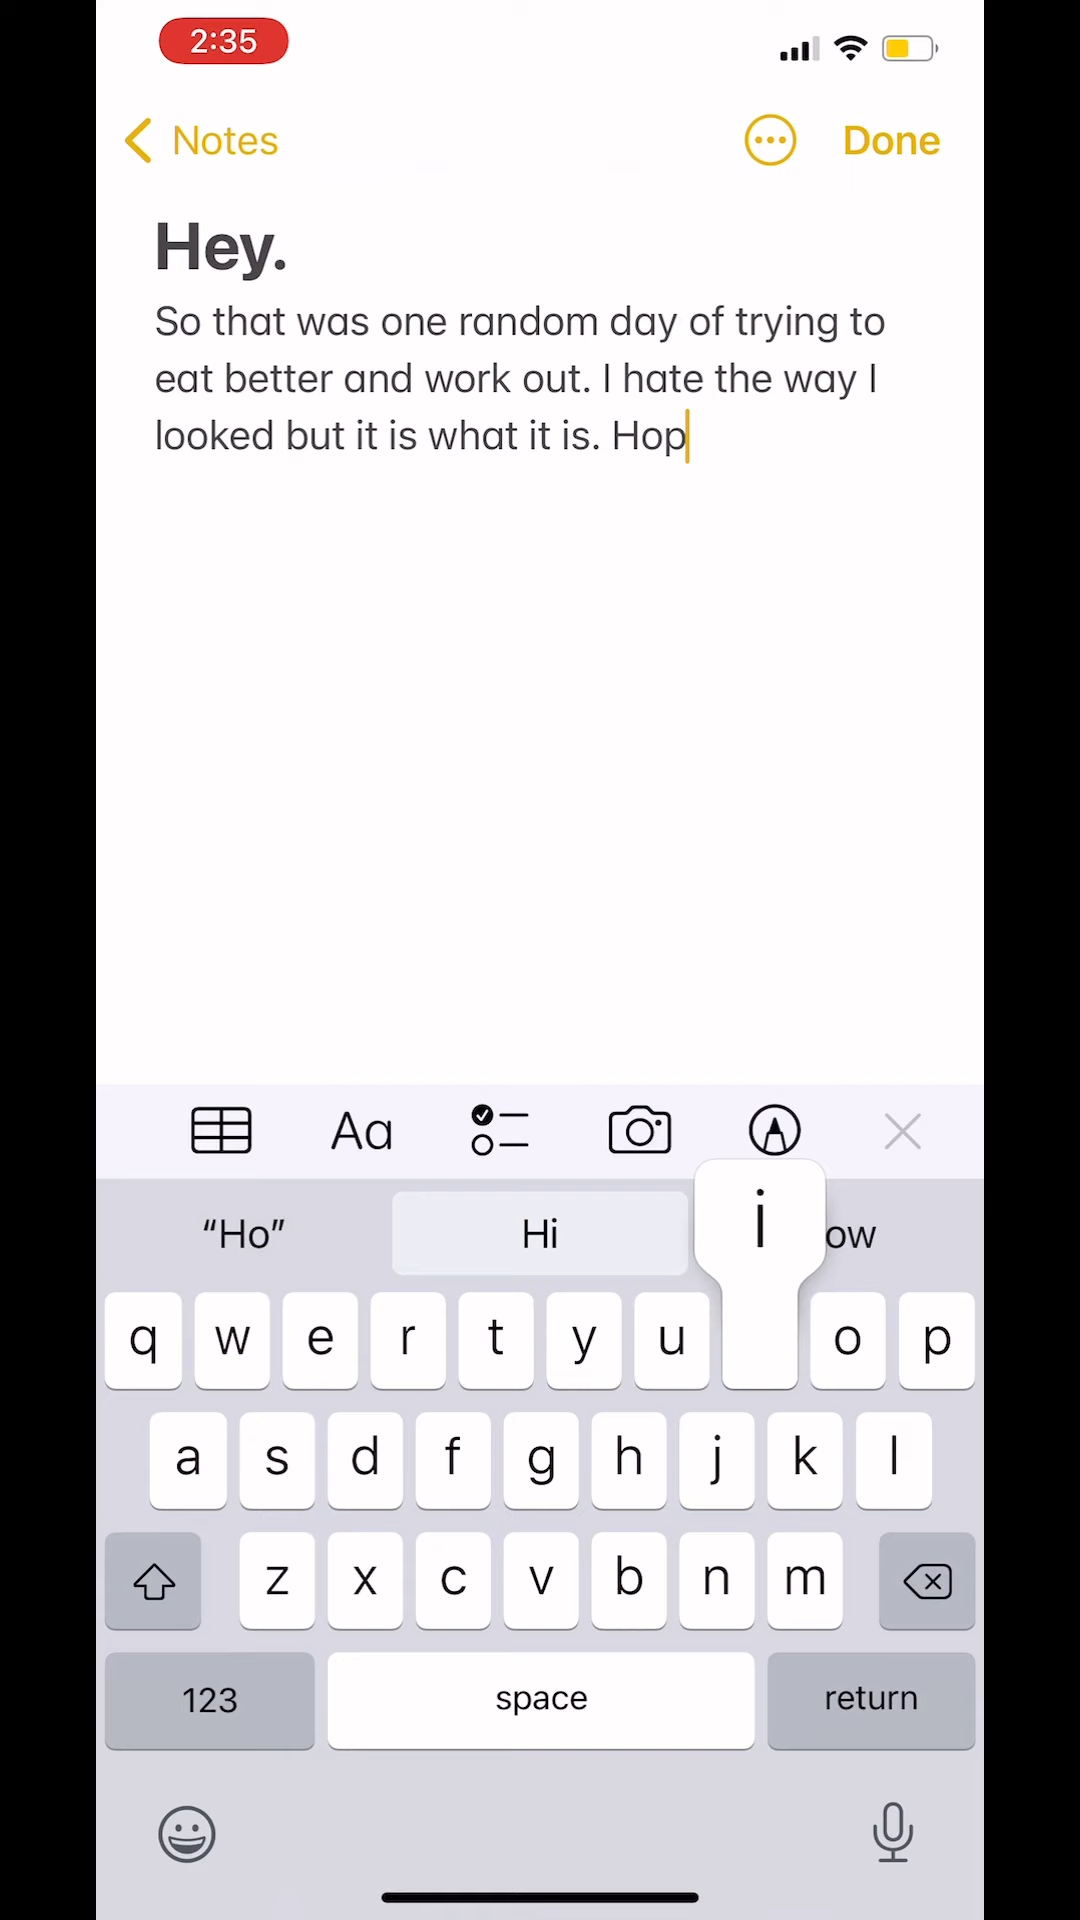 2:35
Notes
Done
Hey.
So that was one random day of trying to
eat better and work out. I hate the way I
looked but it is what it is. Hop
Aa
“Ho” Hi ow
i
q w e r t y u o p
a s d f g h j k l
z x c v b n m
123 space return